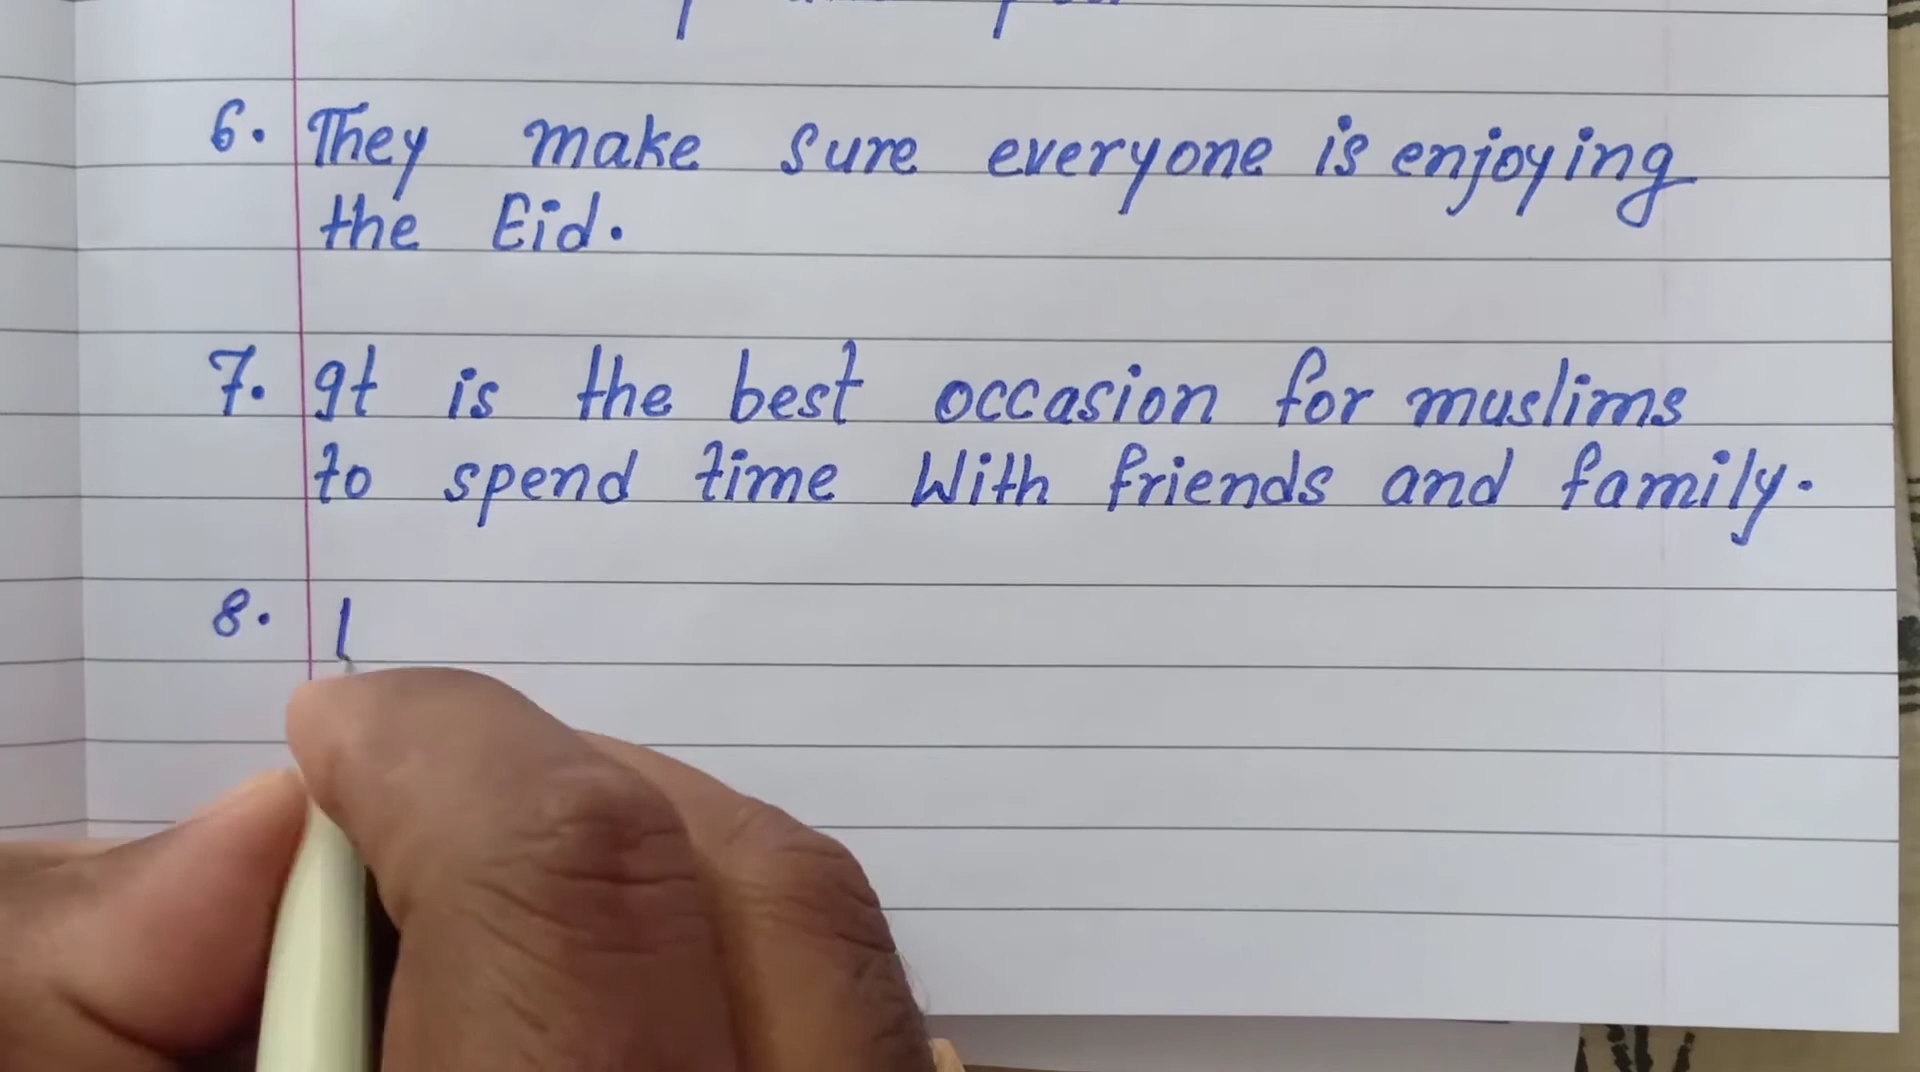 6. They make sure everyone is enjoying
the Eid.
7. It is the best occasion for muslims
to spend time With friends and family.
8.